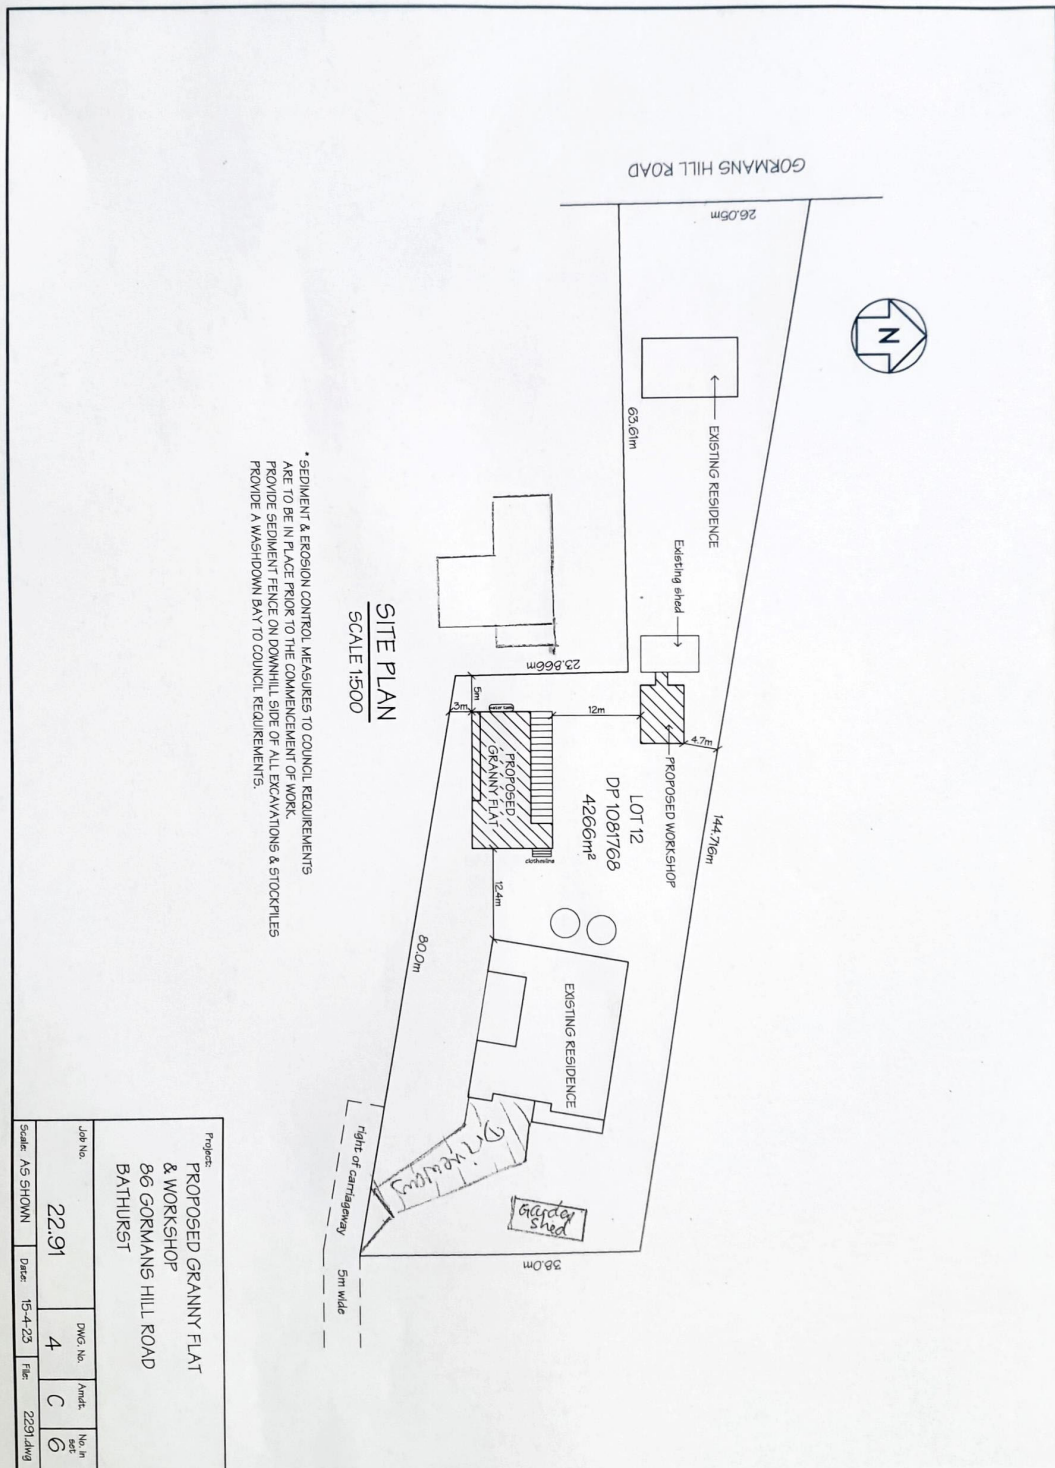 GORMANS HILL ROAD
26.05m
N
EXISTING RESIDENCE
63.61m
Existing shed
23.866m
5m
3m
water tank
12m
4.7m
PROPOSED WORKSHOP
144.716m
PROPOSED
GRANNY FLAT
clothesline
LOT 12
DP 1081768
4266m²
12.4m
80.0m
EXISTING RESIDENCE
Driveway
Garden
Shed
right of carriageway 5m wide
38.0m
SITE PLAN
SCALE 1:500
* SEDIMENT & EROSION CONTROL MEASURES TO COUNCIL REQUIREMENTS
ARE TO BE IN PLACE PRIOR TO THE COMMENCEMENT OF WORK.
PROVIDE SEDIMENT FENCE ON DOWNHILL SIDE OF ALL EXCAVATIONS & STOCKPILES
PROVIDE A WASHDOWN BAY TO COUNCIL REQUIREMENTS.
Project:
PROPOSED GRANNY FLAT
& WORKSHOP
86 GORMANS HILL ROAD
BATHURST
Job No. DWG. No. Amdt. No. in set
22.91 4 C 6
Scale: AS SHOWN Date: 15-4-23 File: 2291.dwg